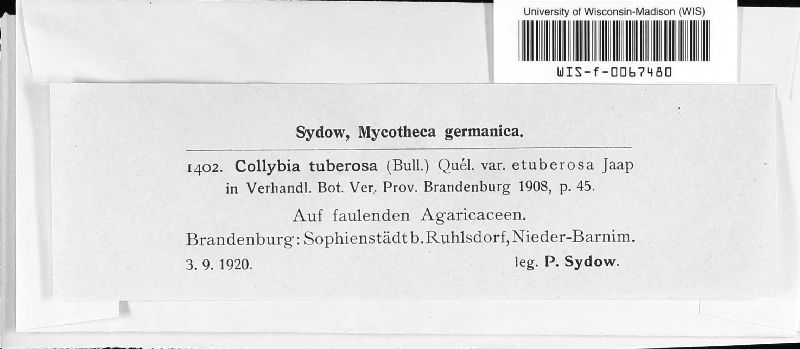 University of Wisconsin-Madison (WIS)
WIS-f-0067480
Sydow, Mycotheca germanica.
1402. Collybia tuberosa (Bull.) Quél. var. etuberosa Jaap
in Verhandl. Bot. Ver. Prov. Brandenburg 1908, p. 45.
Auf faulenden Agaricaceen.
Brandenburg: Sophienstädt b. Ruhlsdorf, Nieder-Barnim.
3. 9. 1920. leg. P. Sydow.